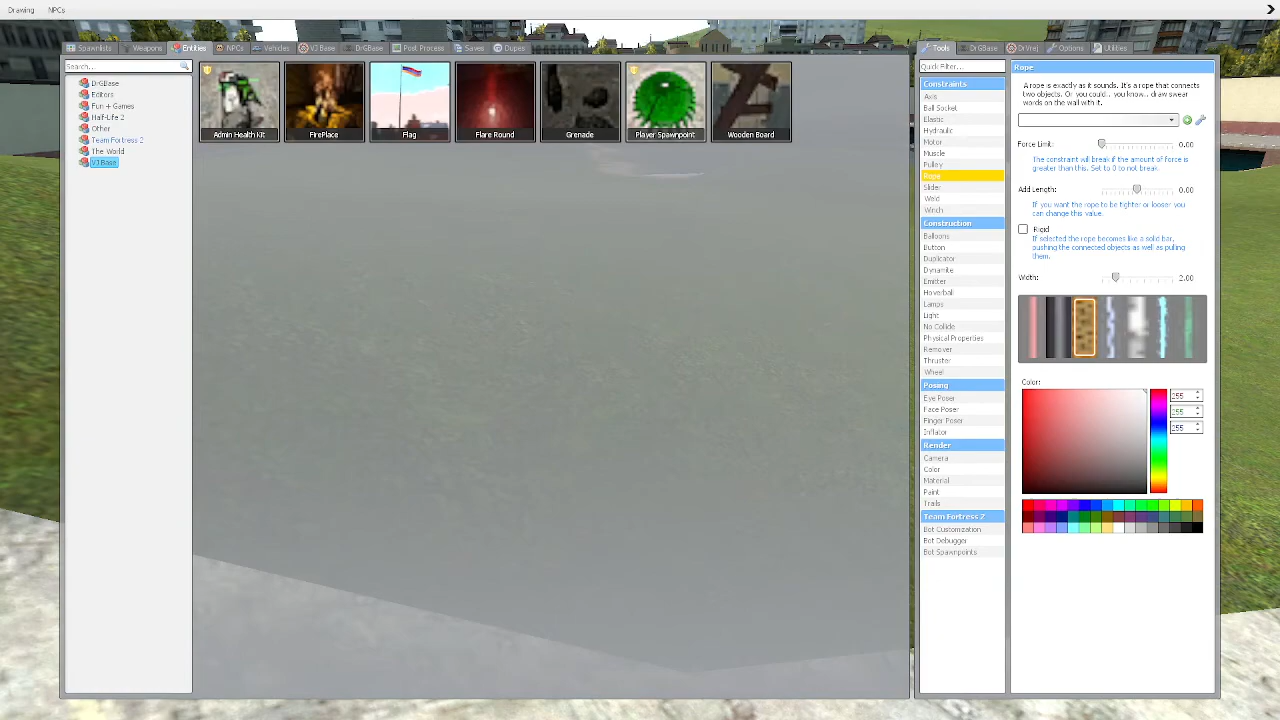 Drawing NPCs
Spawnlists Weapons Entities NPCs Vehicles VJ Base DrGBase Post Process Saves Dupes
Search...
DrGBase
Editors
Fun + Games
Half-Life 2
Other
Team Fortress 2
The World
VJ Base
Admin Health Kit
FirePlace
Flag
Flare Round
Grenade
Player Spawnpoint
Wooden Board
Tools DrGBase DrVrej Options Utilities
Quick Filter...
Constraints
Axis
Ball Socket
Elastic
Hydraulic
Motor
Muscle
Pulley
Rope
Slider
Weld
Winch
Construction
Balloons
Button
Duplicator
Dynamite
Emitter
Hoverball
Lamps
Light
No Collide
Physical Properties
Remover
Thruster
Wheel
Posing
Eye Poser
Face Poser
Finger Poser
Inflator
Render
Camera
Color
Material
Paint
Trails
Team Fortress 2
Bot Customization
Bot Debugger
Bot Spawnpoints
Rope
A rope is exactly as it sounds. It's a rope that connects
two objects. Or you could.. you know.. draw swear
words on the wall with it.
Force Limit: 0.00
The constraint will break if the amount of force is
greater than this. Set to 0 to not break.
Add Length: 0.00
If you want the rope to be tighter or looser you
can change this value.
Rigid
If selected the rope becomes like a solid bar,
pushing the connected objects as well as pulling
them.
Width: 2.00
Color:
255
255
255